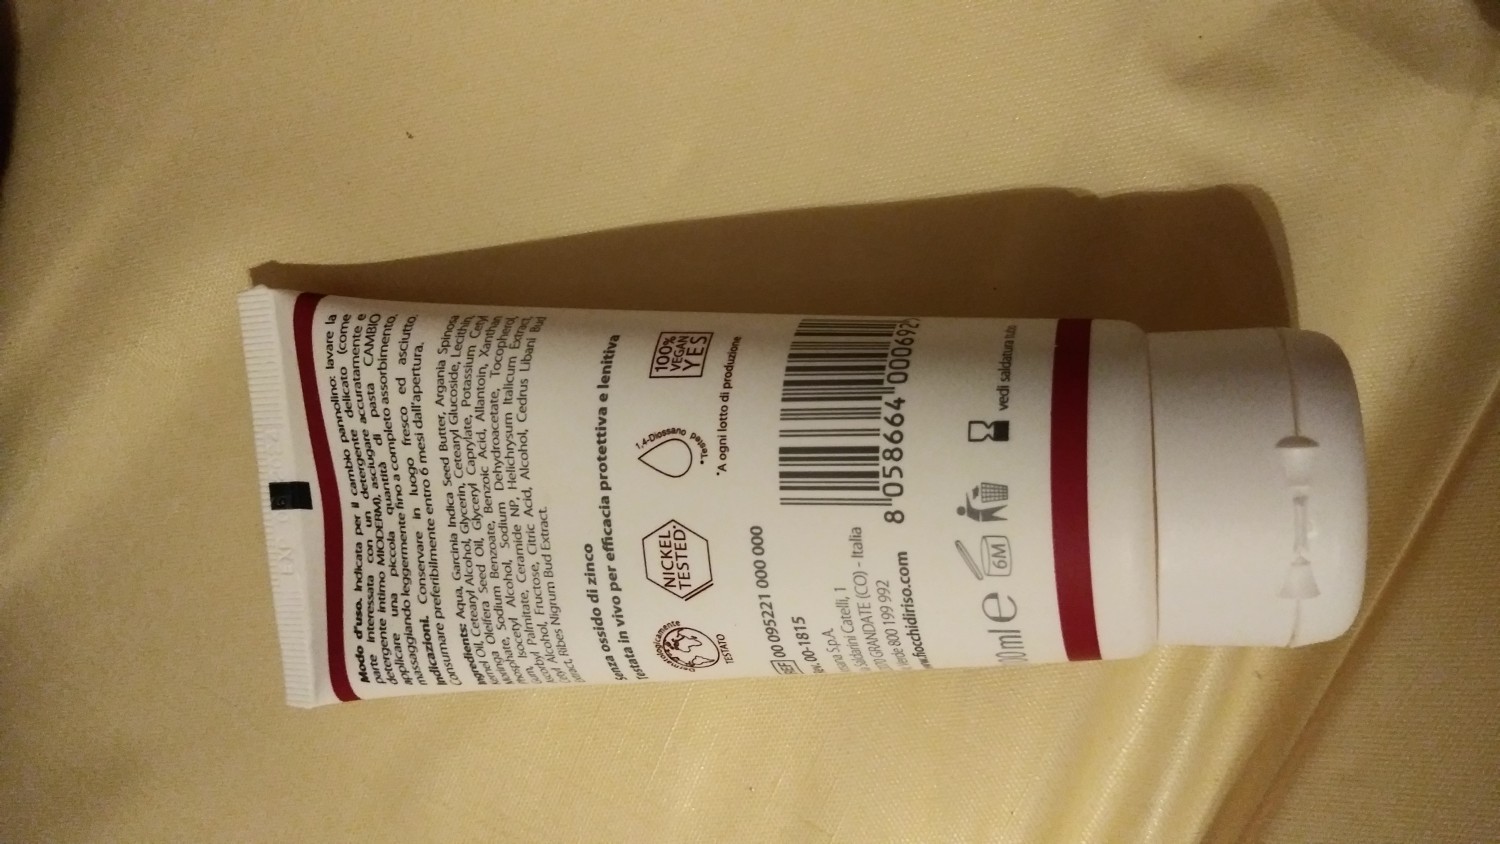 EXP
Modo d'uso. Indicata per il cambio pannolino: lavare la
parte interessata con un detergente delicato (come
detergente intimo MIODERM), asciugare accuratamente e
applicare una piccola quantità di pasta CAMBIO
massaggiando leggermente fino a completo assorbimento.
Indicazioni. Conservare in luogo fresco ed asciutto.
Consumare preferibilmente entro 6 mesi dall'apertura.
Ingredients: Aqua, Garcinia Indica Seed Butter, Argania Spinosa
Oil, Cetearyl Alcohol, Glycerin, Cetearyl Glucoside, Lecithin,
Moringa Oleifera Seed Oil, Glyceryl Caprylate, Potassium Cetyl
Sodium Benzoate, Benzoic Acid, Allantoin, Xanthan
Isocetyl Alcohol, Sodium Dehydroacetate, Tocopherol,
Palmitate, Ceramide NP, Helichrysum Italicum Extract,
Alcohol, Fructose, Citric Acid, Alcohol, Cedrus Libani Bud
Ribes Nigrum Bud Extract.
senza ossido di zinco
Testata in vivo per efficacia protettiva e lenitiva
TESTATO
NICKEL
TESTED*
1,4-Diossano
100%
VEGAN
YES
*A ogni lotto di produzione
REF 00 095221 000 000
00-1815
S.p.A.
Catelli, 1
GRANDATE (CO) - Italia
800 199 992
fiocchidiriso.com
8 058664 000692
ml e
6M
vedi saldatura tubo